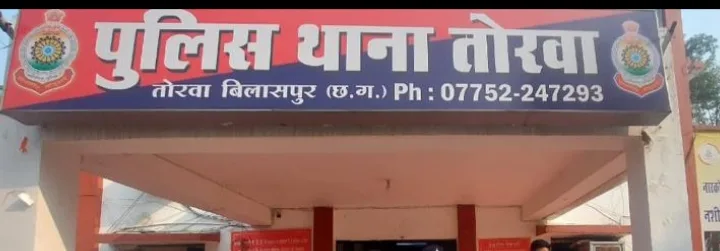 पुलिस थाना तोरवा
तोरवा बिलासपुर (छ.ग.) Ph : 07752-247293